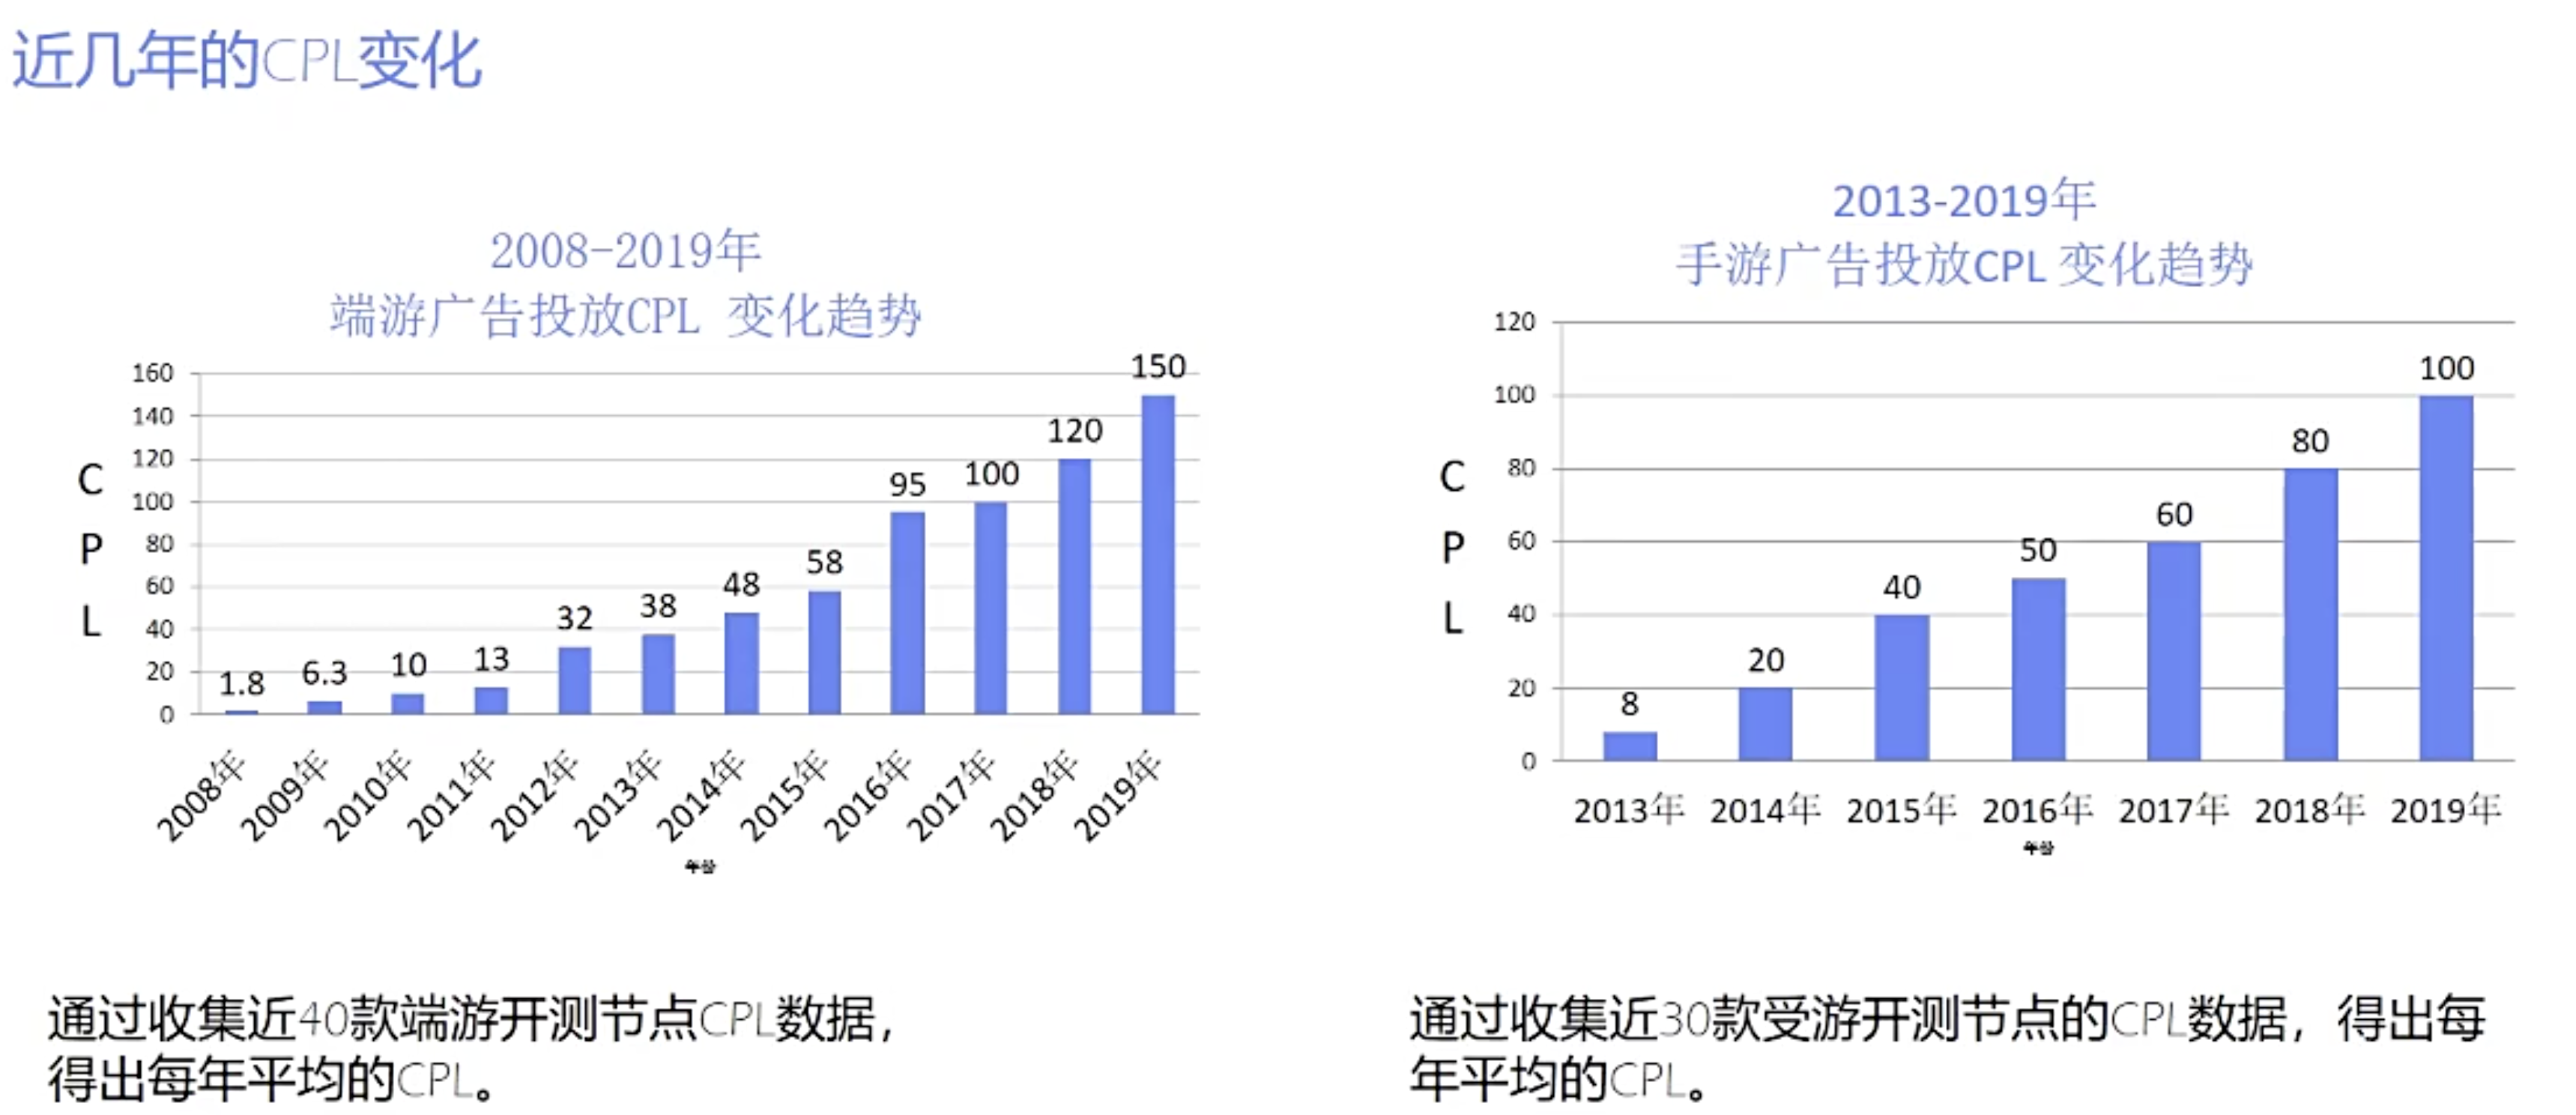 近几年的CPL变化
2008-2019年
端游广告投放CPL 变化趋势
160
140
120
100
80
60
40
20
0
C
P
L
1.8
6.3
10
13
32
38
48
58
95
100
120
150
2008年
2009年
2010年
2011年
2012年
2013年
2014年
2015年
2016年
2017年
2018年
2019年
年份
通过收集近40款端游开测节点CPL数据，
得出每年平均的CPL。
2013-2019年
手游广告投放CPL 变化趋势
120
100
80
60
40
20
0
C
P
L
8
20
40
50
60
80
100
2013年
2014年
2015年
2016年
2017年
2018年
2019年
年份
通过收集近30款受游开测节点的CPL数据，得出每
年平均的CPL。